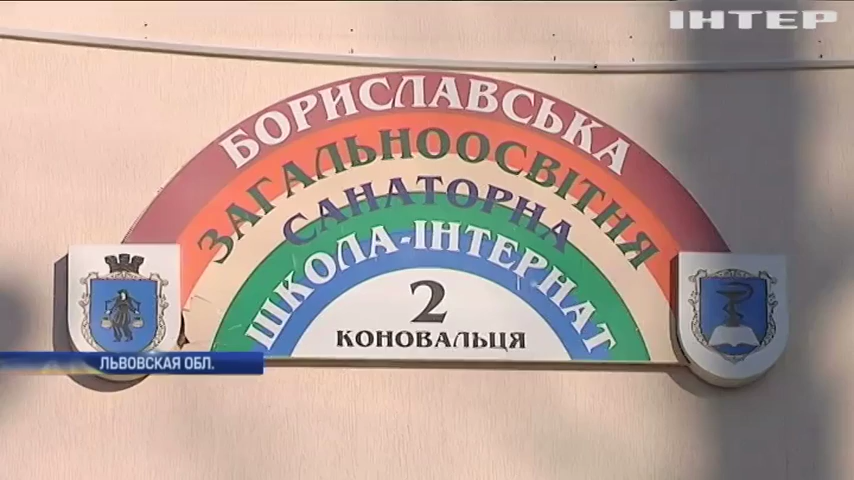 ІНТЕР
БОРИСЛАВСЬКА
ЗАГАЛЬНООСВІТНЯ
САНАТОРНА
ШКОЛА-ІНТЕРНАТ
2
КОНОВАЛЬЦЯ
ЛЬВОВСКАЯ ОБЛ.